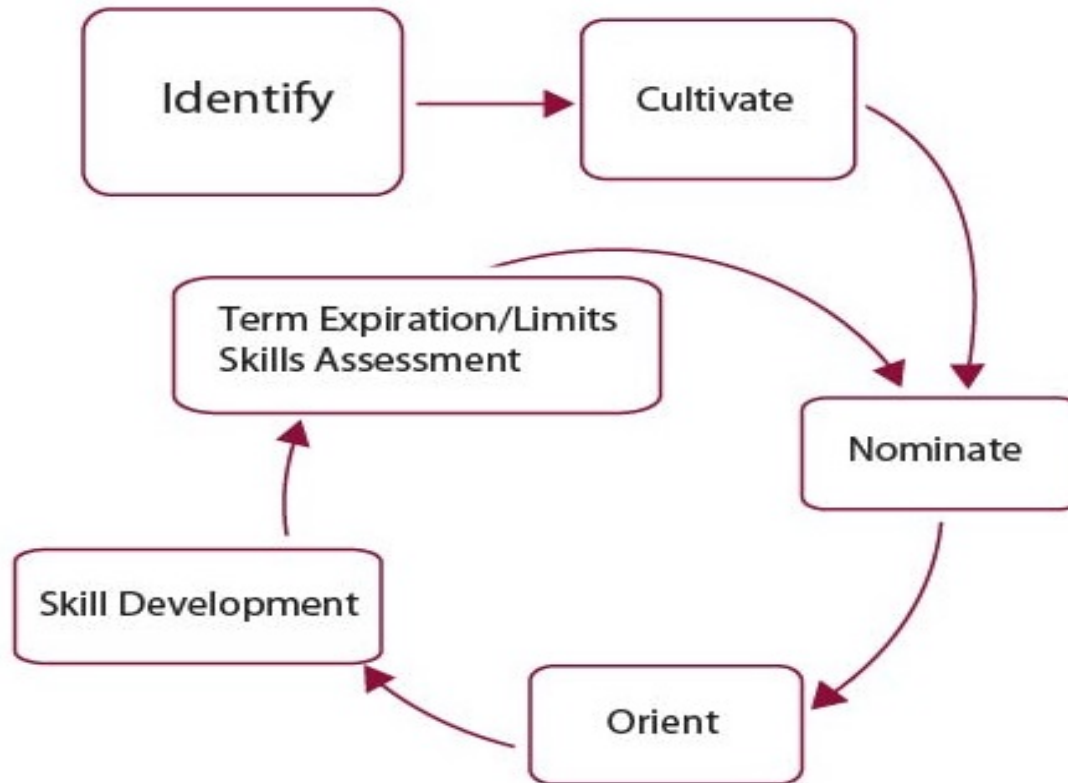 Identify
Cultivate
Term Expiration/Limits
Skills Assessment
Nominate
Skill Development
Orient